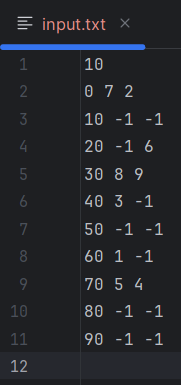 input.txt
1 10
2 0 7 2
3 10 -1 -1
4 20 -1 6
5 30 8 9
6 40 3 -1
7 50 -1 -1
8 60 1 -1
9 70 5 4
10 80 -1 -1
11 90 -1 -1
12